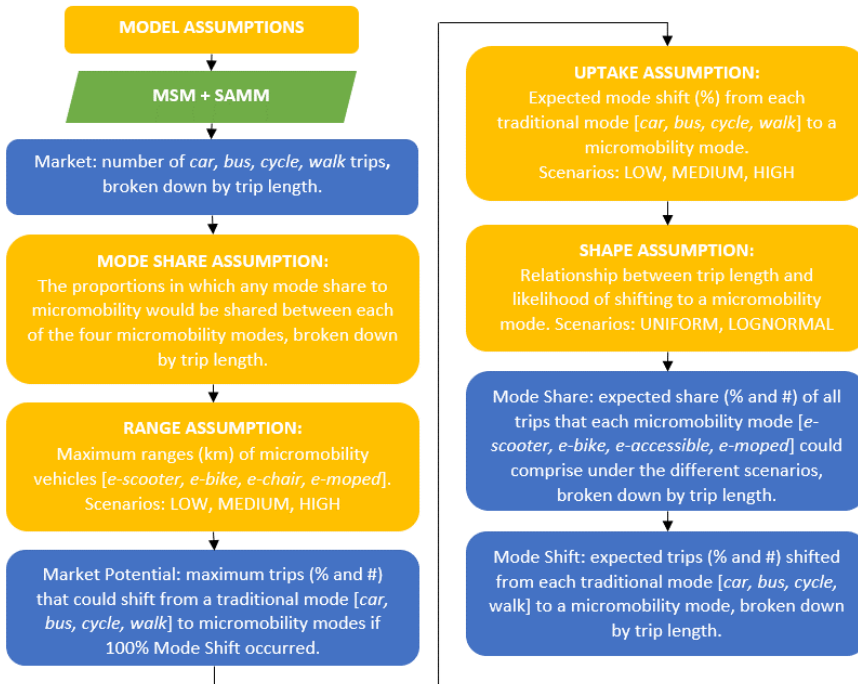 MODEL ASSUMPTIONS
MSM + SAMM
Market: number of car, bus, cycle, walk trips,
broken down by trip length.
MODE SHARE ASSUMPTION:
The proportions in which any mode share to
micromobility would be shared between each
of the four micromobility modes, broken down
by trip length.
RANGE ASSUMPTION:
Maximum ranges (km) of micromobility
vehicles [e-scooter, e-bike, e-chair, e-moped].
Scenarios: LOW, MEDIUM, HIGH
Market Potential: maximum trips (% and #)
that could shift from a traditional mode [car,
bus, cycle, walk] to micromobility modes if
100% Mode Shift occurred.
UPTAKE ASSUMPTION:
Expected mode shift (%) from each
traditional mode [car, bus, cycle, walk] to a
micromobility mode.
Scenarios: LOW, MEDIUM, HIGH
SHAPE ASSUMPTION:
Relationship between trip length and
likelihood of shifting to a micromobility
mode. Scenarios: UNIFORM, LOGNORMAL
Mode Share: expected share (% and #) of all
trips that each micromobility mode [e-
scooter, e-bike, e-accessible, e-moped] could
comprise under the different scenarios,
broken down by trip length.
Mode Shift: expected trips (% and #) shifted
from each traditional mode [car, bus, cycle,
walk] to a micromobility mode, broken down
by trip length.